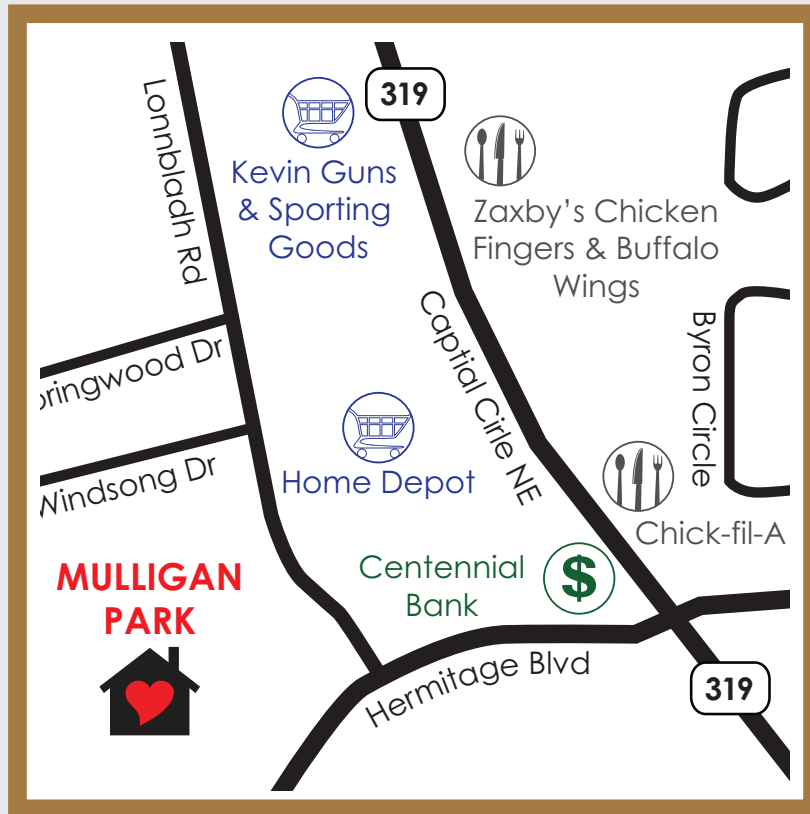 319
Lonnbladh Rd
Kevin Guns
& Sporting
Goods
Zaxby's Chicken
Fingers & Buffalo
Wings
Captial Cirle NE
Byron Circle
Windsong Dr
Dr
Home Depot
Chick-fil-A
MULLIGAN
PARK
Centennial
Bank
$
Hermitage Blvd
319